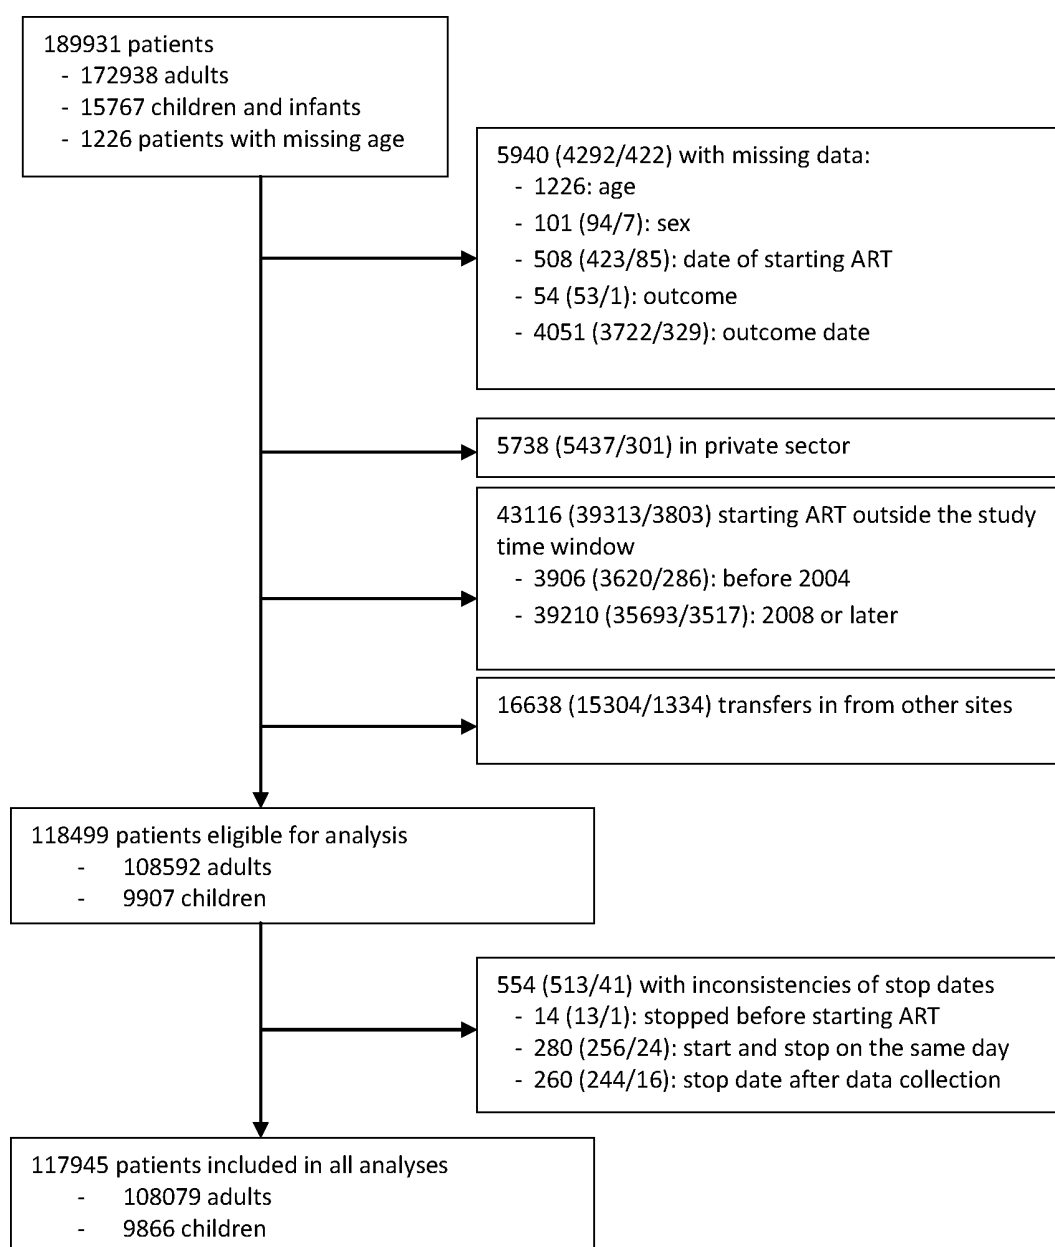 189931 patients
- 172938 adults
- 15767 children and infants
- 1226 patients with missing age
5940 (4292/422) with missing data:
- 1226: age
- 101 (94/7): sex
- 508 (423/85): date of starting ART
- 54 (53/1): outcome
- 4051 (3722/329): outcome date
5738 (5437/301) in private sector
43116 (39313/3803) starting ART outside the study
time window
- 3906 (3620/286): before 2004
- 39210 (35693/3517): 2008 or later
16638 (15304/1334) transfers in from other sites
118499 patients eligible for analysis
- 108592 adults
- 9907 children
554 (513/41) with inconsistencies of stop dates
- 14 (13/1): stopped before starting ART
- 280 (256/24): start and stop on the same day
- 260 (244/16): stop date after data collection
117945 patients included in all analyses
- 108079 adults
- 9866 children